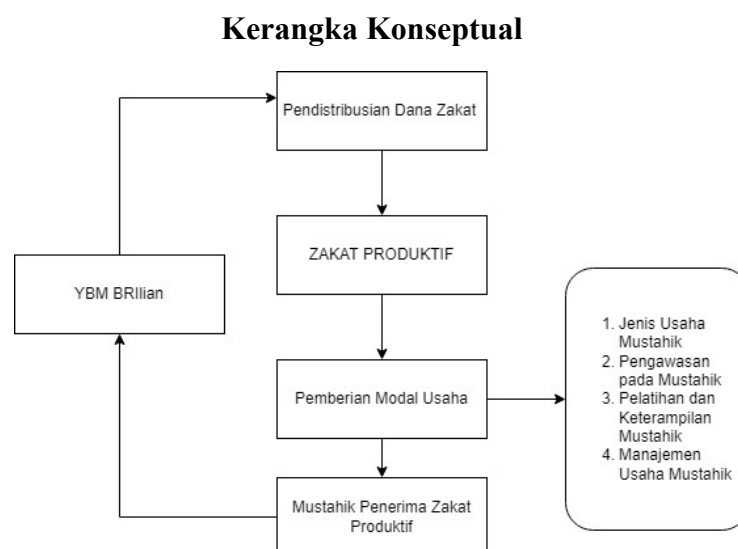 Kerangka Konseptual
Pendistribusian Dana Zakat
ZAKAT PRODUKTIF
YBM BRIlian
Pemberian Modal Usaha
1. Jenis Usaha
Mustahik
2. Pengawasan
pada Mustahik
3. Pelatihan dan
Keterampilan
Mustahik
4. Manajemen
Usaha Mustahik
Mustahik Penerima Zakat
Produktif